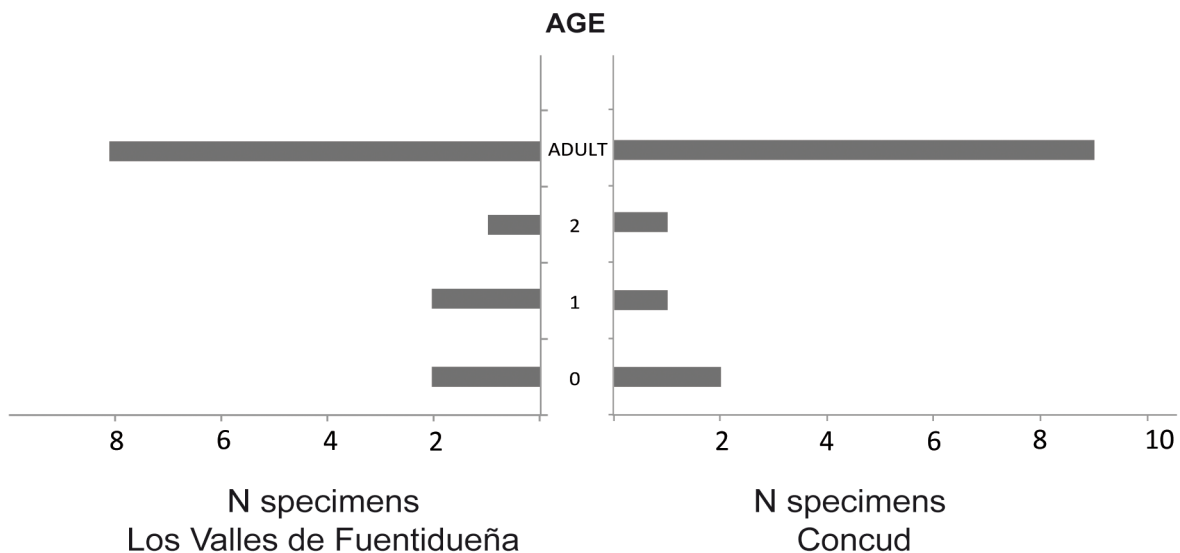 AGE
ADULT
2
1
0
8 6 4 2
2 4 6 8 10
N specimens
Los Valles de Fuentidueña
N specimens
Concud